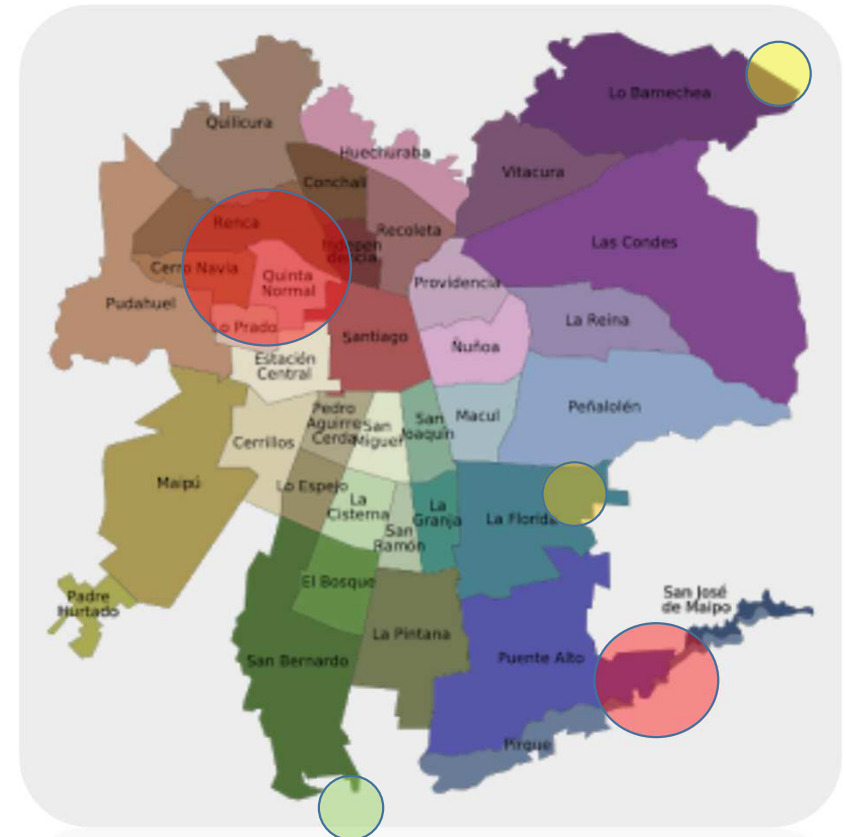 Quilicura
Huechuraba
Lo Barnechea
Conchalí
Vitacura
Renca
Recoleta
Indepen
dencia
Las Condes
Cerro Navia
Quinta
Normal
Providencia
Pudahuel
Lo Prado
Santiago
La Reina
Ñuñoa
Estación
Central
Peñalolén
Pedro
Aguirre
Cerda
San
Miguel
San
Joaquín
Macul
Cerrillos
Maipú
Lo Espejo
La
Cisterna
San
Ramón
La
Granja
La Florida
El Bosque
Padre
Hurtado
San José
de Maipo
La Pintana
San Bernardo
Puente Alto
Pirque